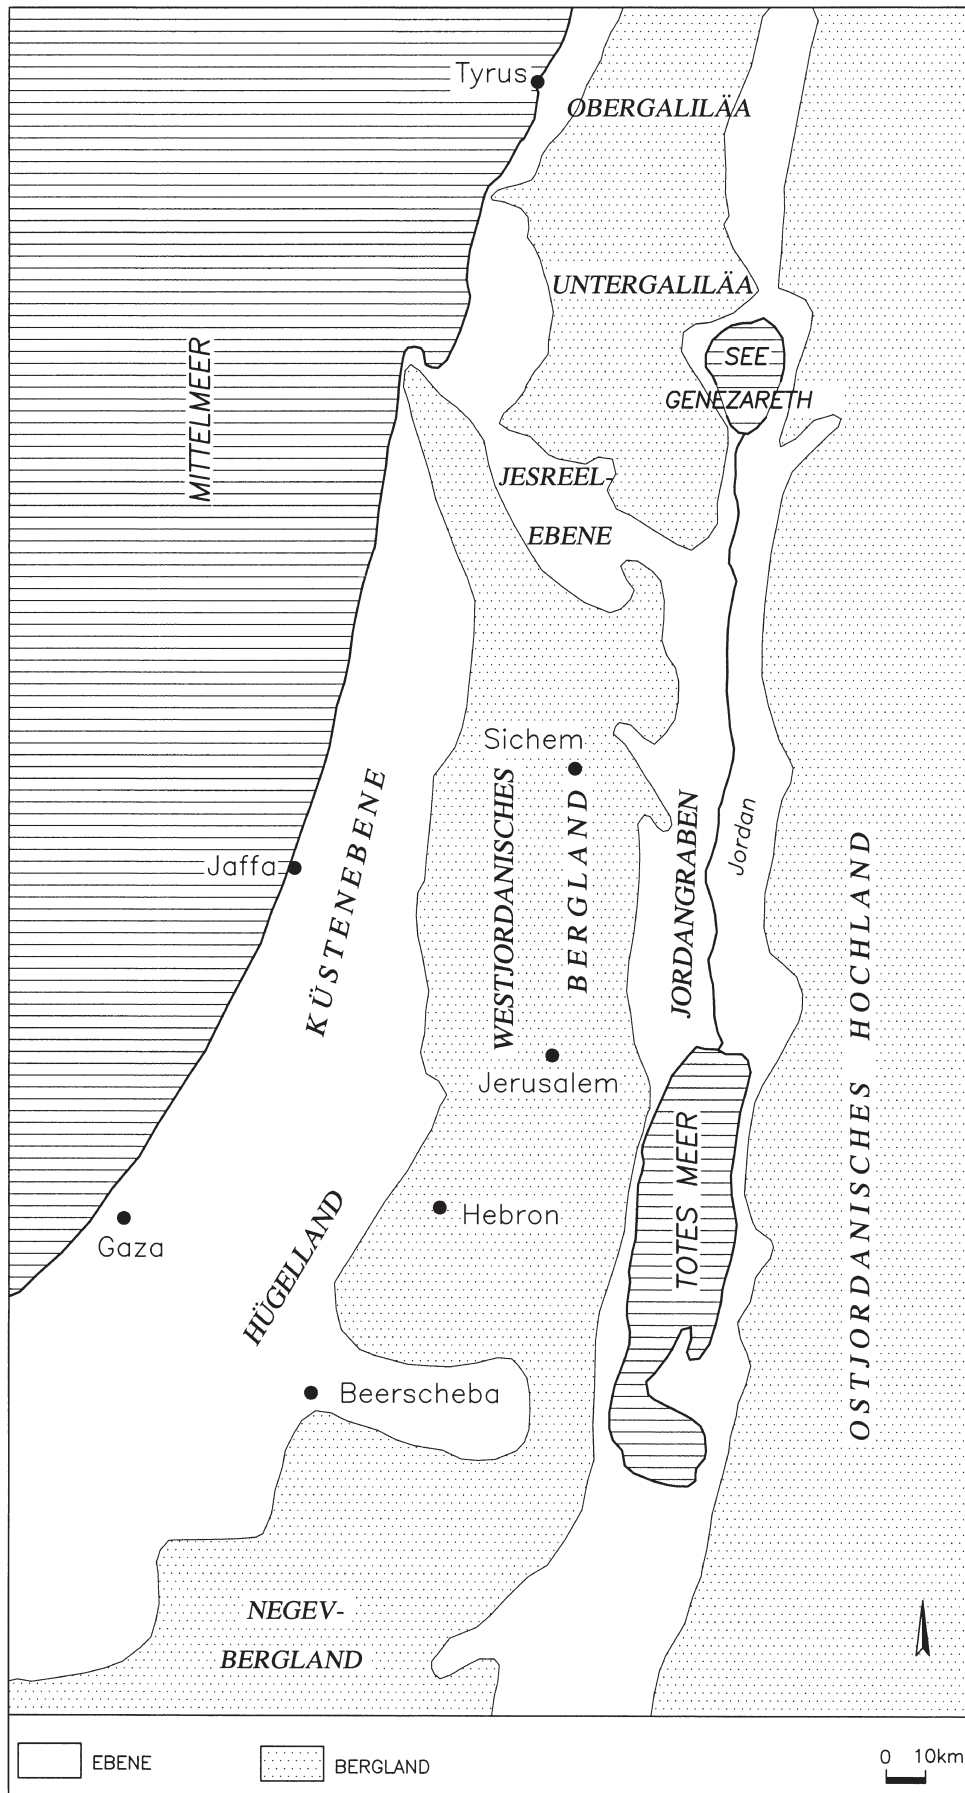 Tyrus
OBERGALILÄA
UNTERGALILÄA
MITTELMEER
SEE
GENEZARETH
JESREEL-
EBENE
Sichem
KÜSTENEBENE
WESTJORDANISCHES
BERGLAND
JORDANGRABEN
Jordan
Jaffa
OSTJORDANISCHES HOCHLAND
Jerusalem
TOTES MEER
Hebron
Gaza
HÜGELLAND
Beerscheba
NEGEV-
BERGLAND
EBENE
BERGLAND
0 10km